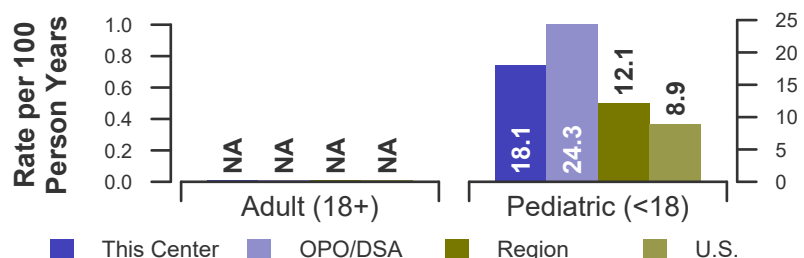 Rate per 100
Person Years
1.0
0.8
0.6
0.4
0.2
0.0
NA NA NA NA
18.1 24.3 12.1 8.9
25
20
15
10
5
0
Adult (18+) Pediatric (<18)
This Center OPO/DSA Region U.S.